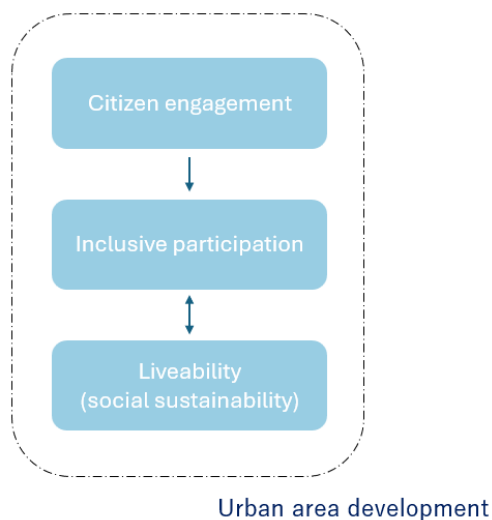 Citizen engagement
Inclusive participation
Liveability
(social sustainability)
Urban area development